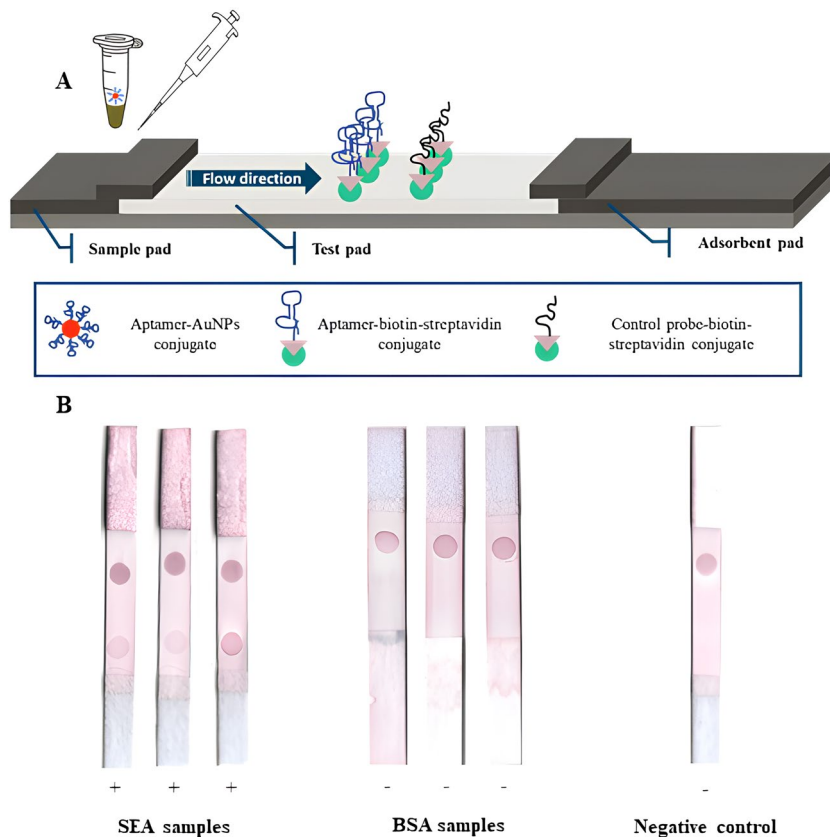 A
Flow direction
Sample pad
Test pad
Adsorbent pad
Aptamer-AuNPs
conjugate
Aptamer-biotin-streptavidin
conjugate
Control probe-biotin-
streptavidin conjugate
B
+ + + - - - -
SEA samples BSA samples Negative control